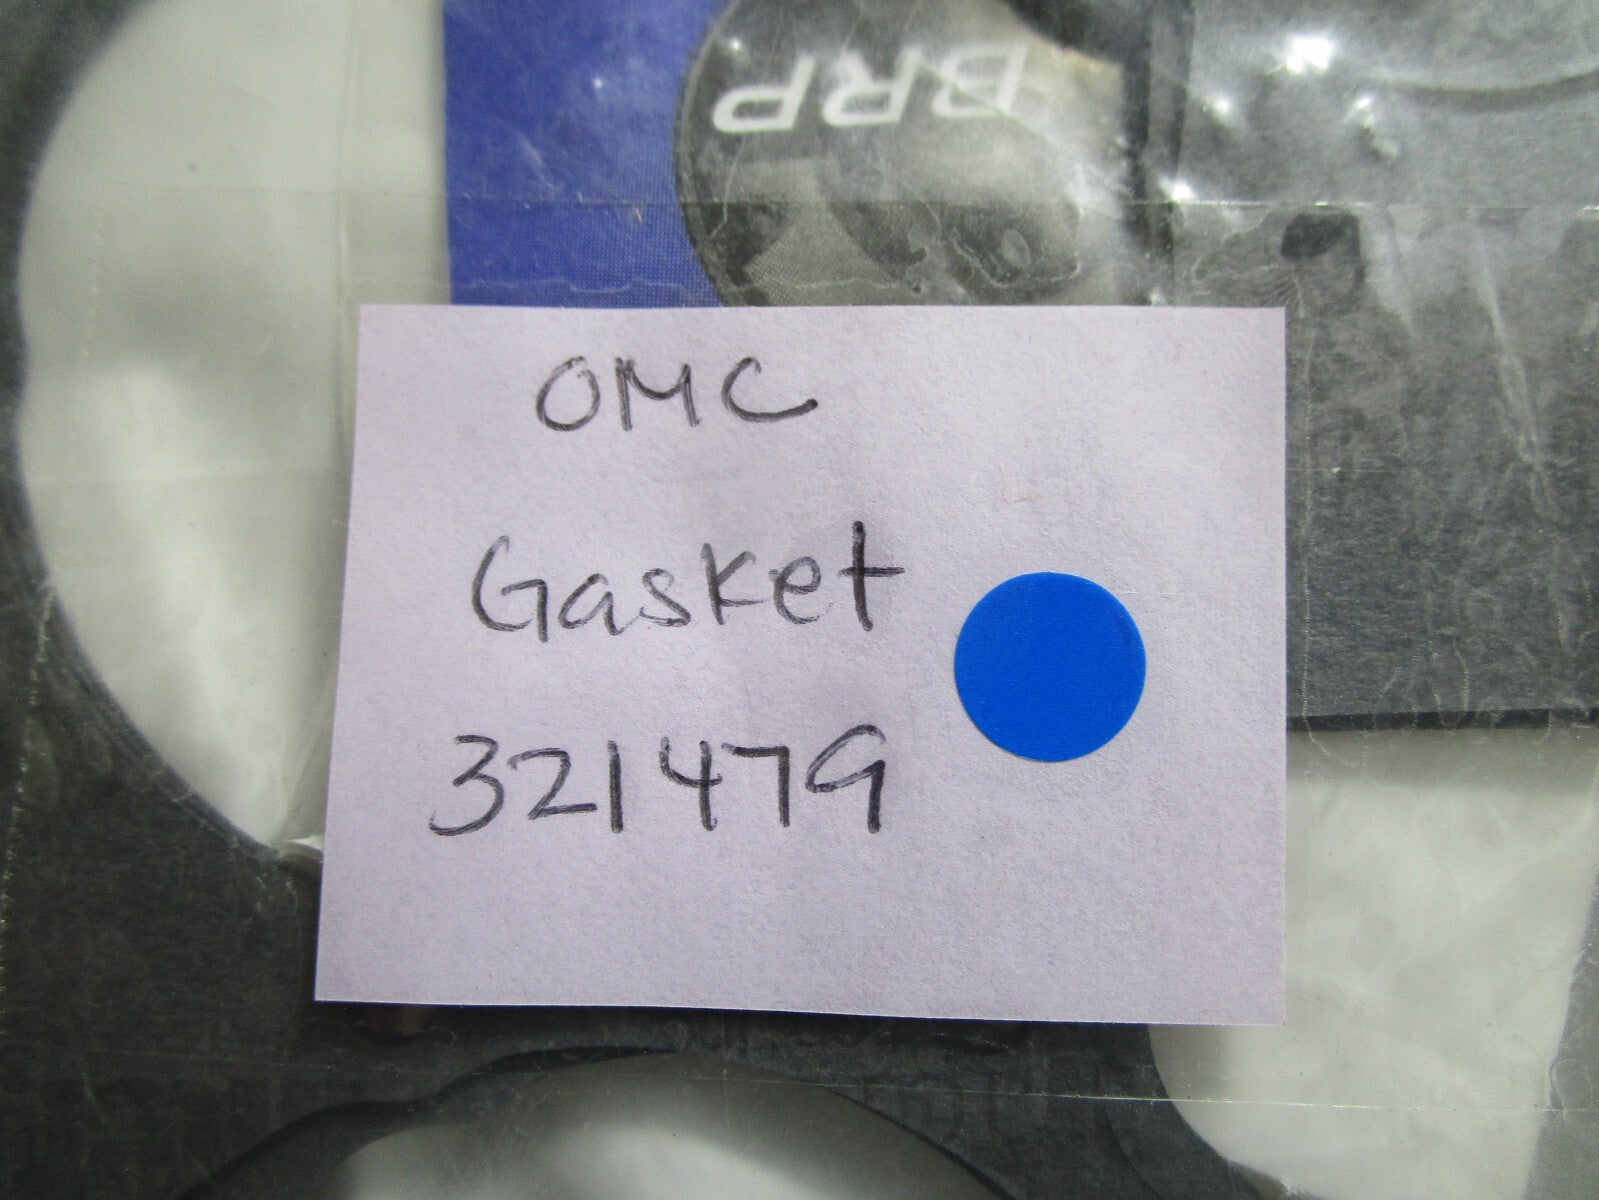 BRP
OMC
Gasket
321479